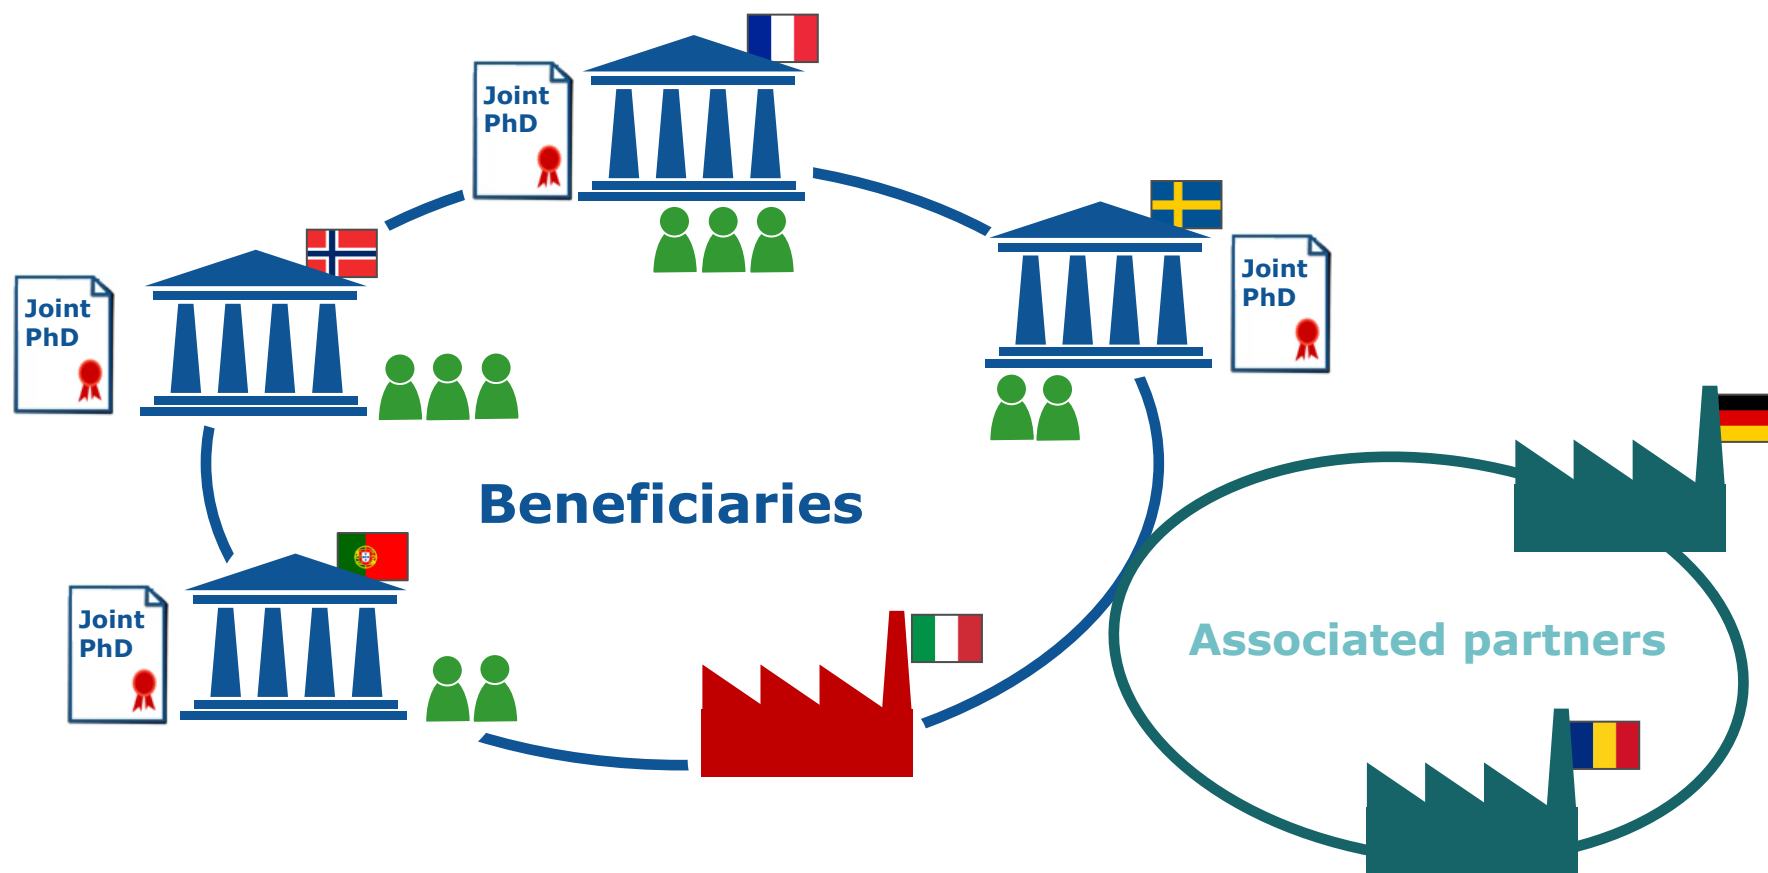 Joint
PhD
Joint
PhD
Joint
PhD
Beneficiaries
Joint
PhD
Associated partners